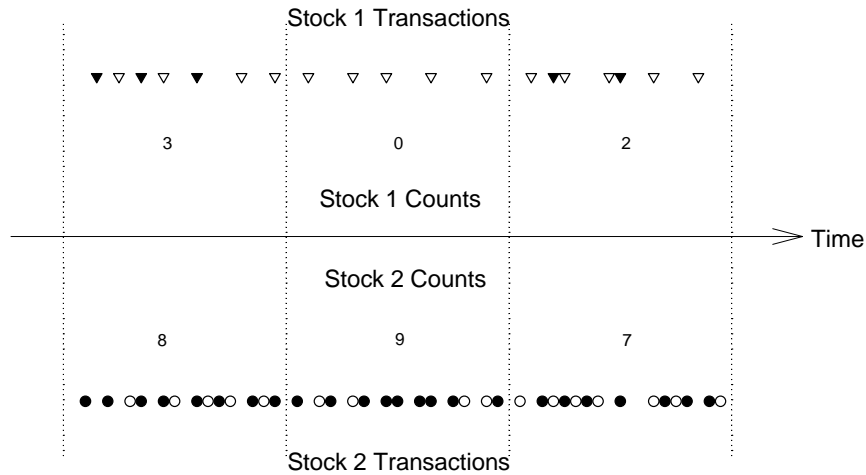 Stock 1 Transactions
3 0 2
Stock 1 Counts
Time
Stock 2 Counts
8 9 7
Stock 2 Transactions